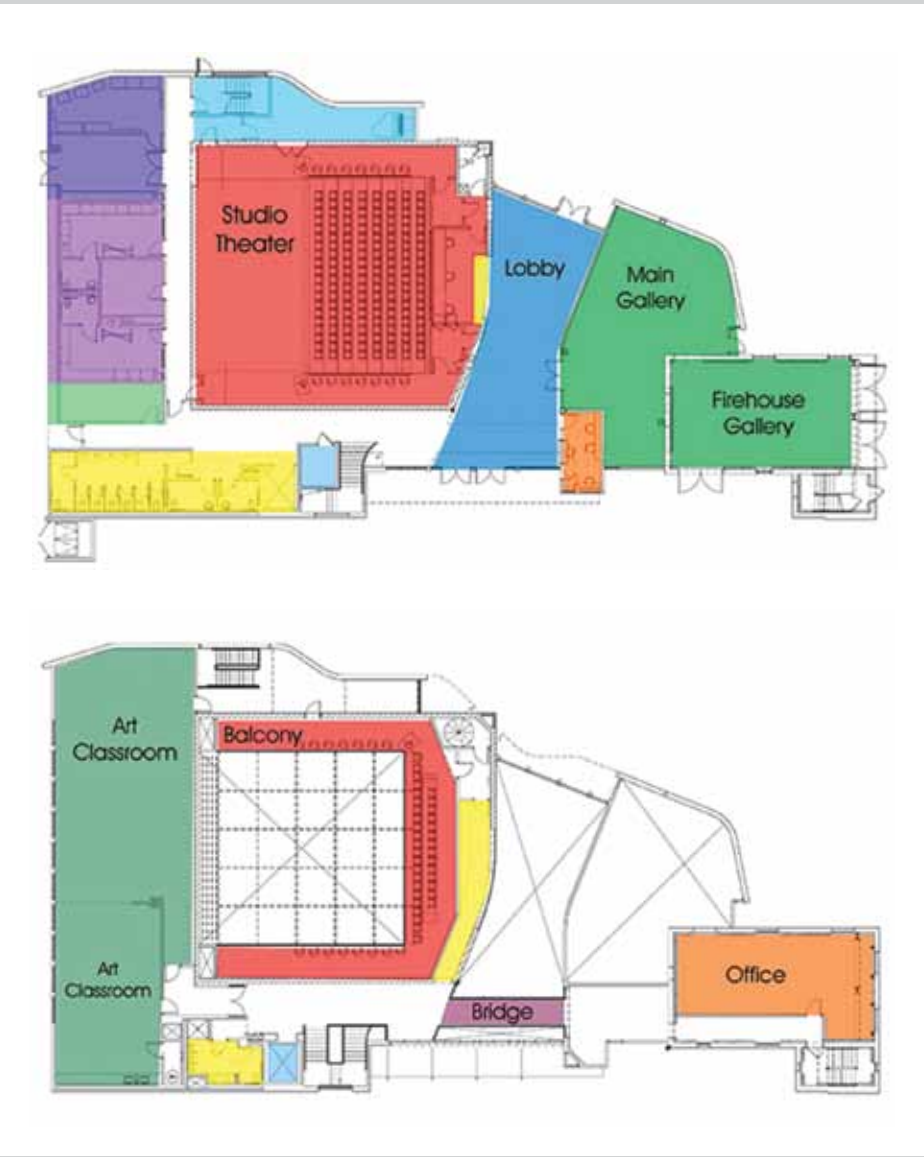 Studio
Theater
Lobby
Main
Gallery
Firehouse
Gallery
Art
Classroom
Balcony
Art
Classroom
Office
Bridge